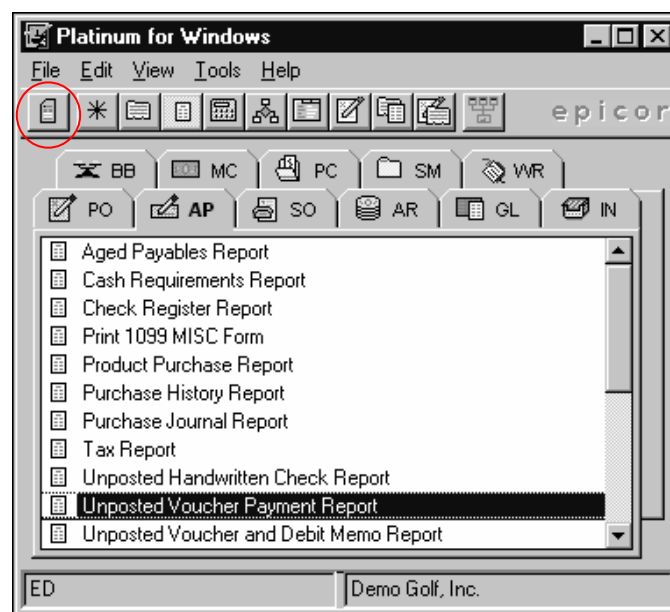 Platinum for Windows
File Edit View Tools Help
epicor
BB MC PC SM WR
PO AP SO AR GL IN
Aged Payables Report
Cash Requirements Report
Check Register Report
Print 1099 MISC Form
Product Purchase Report
Purchase History Report
Purchase Journal Report
Tax Report
Unposted Handwritten Check Report
Unposted Voucher Payment Report
Unposted Voucher and Debit Memo Report
ED Demo Golf, Inc.